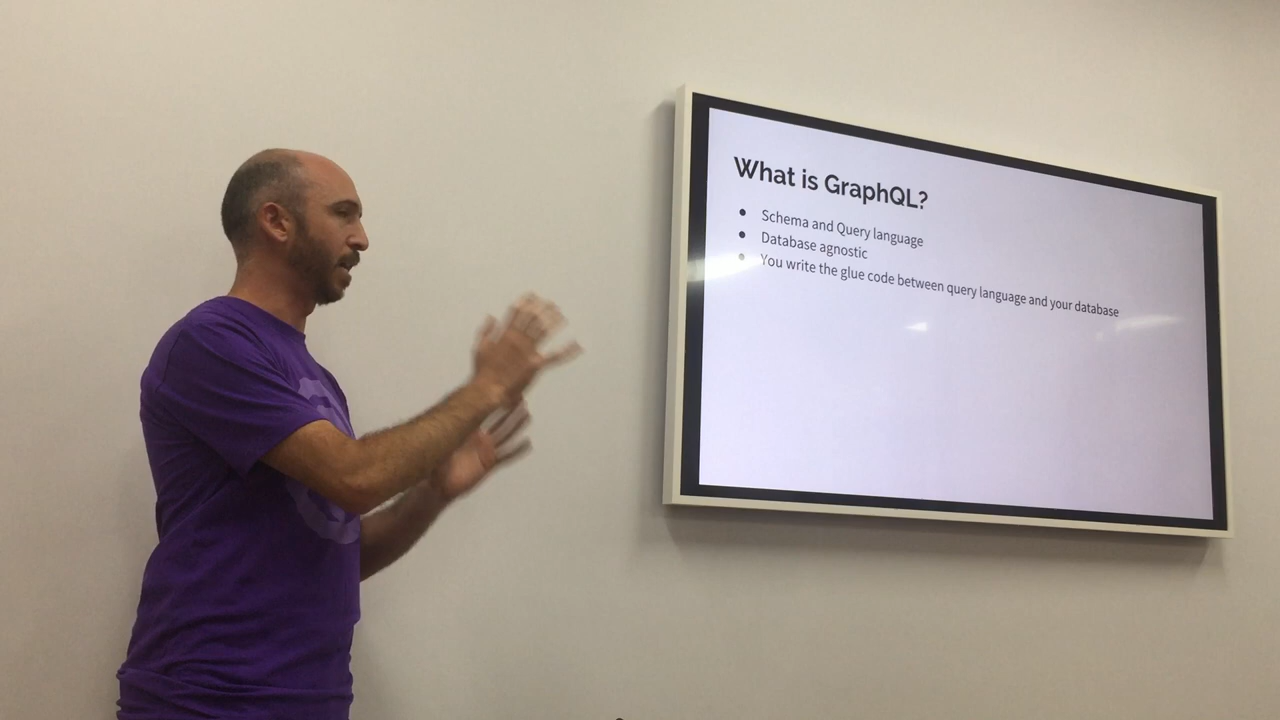 What is GraphQL?
● Schema and Query language
● Database agnostic
● You write the glue code between query language and your database